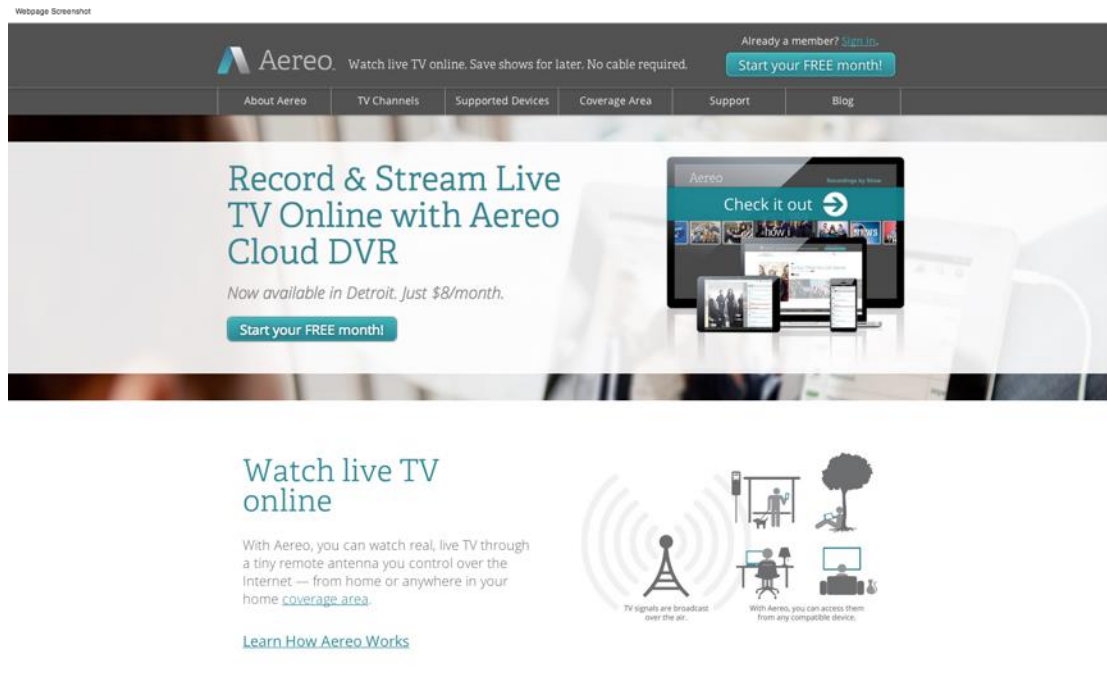 Webpage Screenshot
Already a member? Sign in.
Aereo. Watch live TV online. Save shows for later. No cable required.
Start your FREE month!
About Aereo TV Channels Supported Devices Coverage Area Support Blog
Record & Stream Live
TV Online with Aereo
Cloud DVR
Now available in Detroit. Just $8/month.
Start your FREE month!
Aereo
Check it out
how i
news
Watch live TV
online
With Aereo, you can watch real, live TV through
a tiny remote antenna you control over the
Internet — from home or anywhere in your
home coverage area.
Learn How Aereo Works
TV signals are broadcast
over the air.
With Aereo, you can access them
from any compatible device.